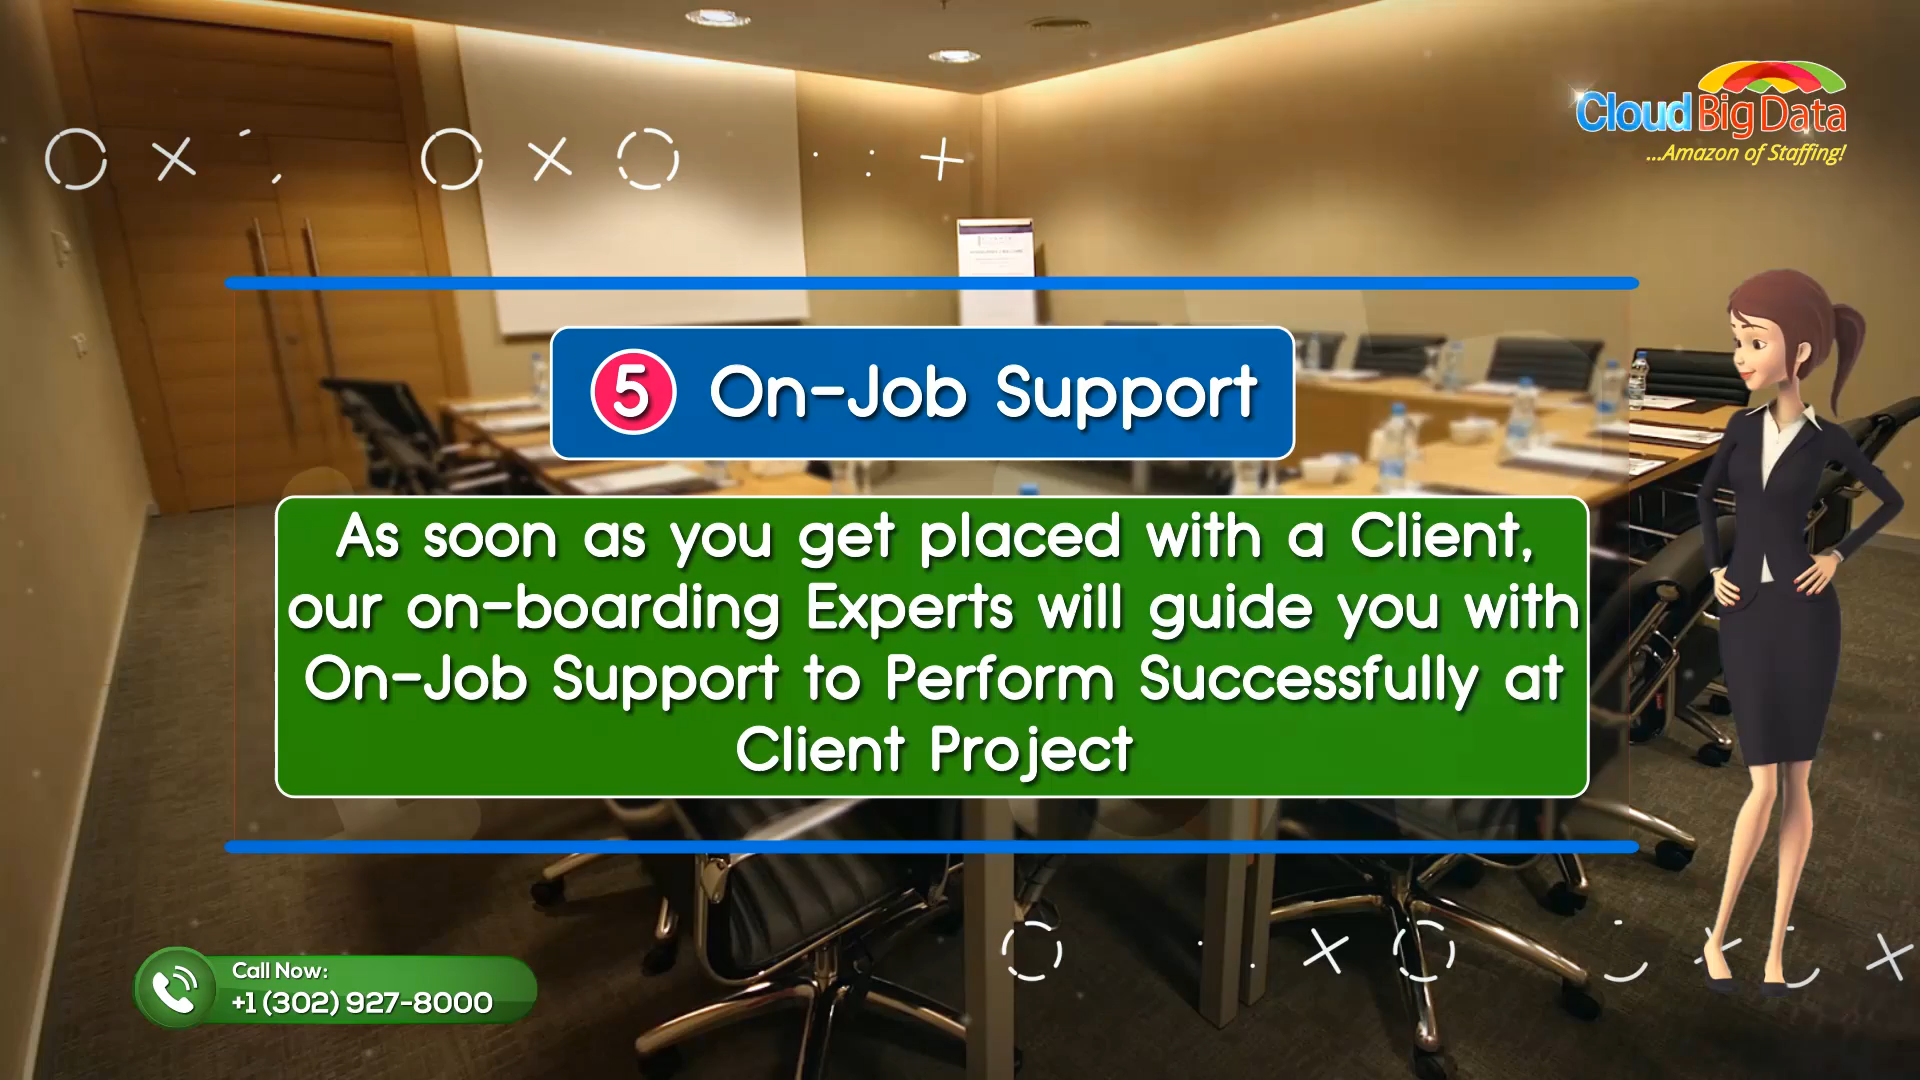 Cloud Big Data
...Amazon of Staffing!
5 On-Job Support
As soon as you get placed with a Client,
our on-boarding Experts will guide you with
On-Job Support to Perform Successfully at
Client Project
Call Now:
+1 (302) 927-8000